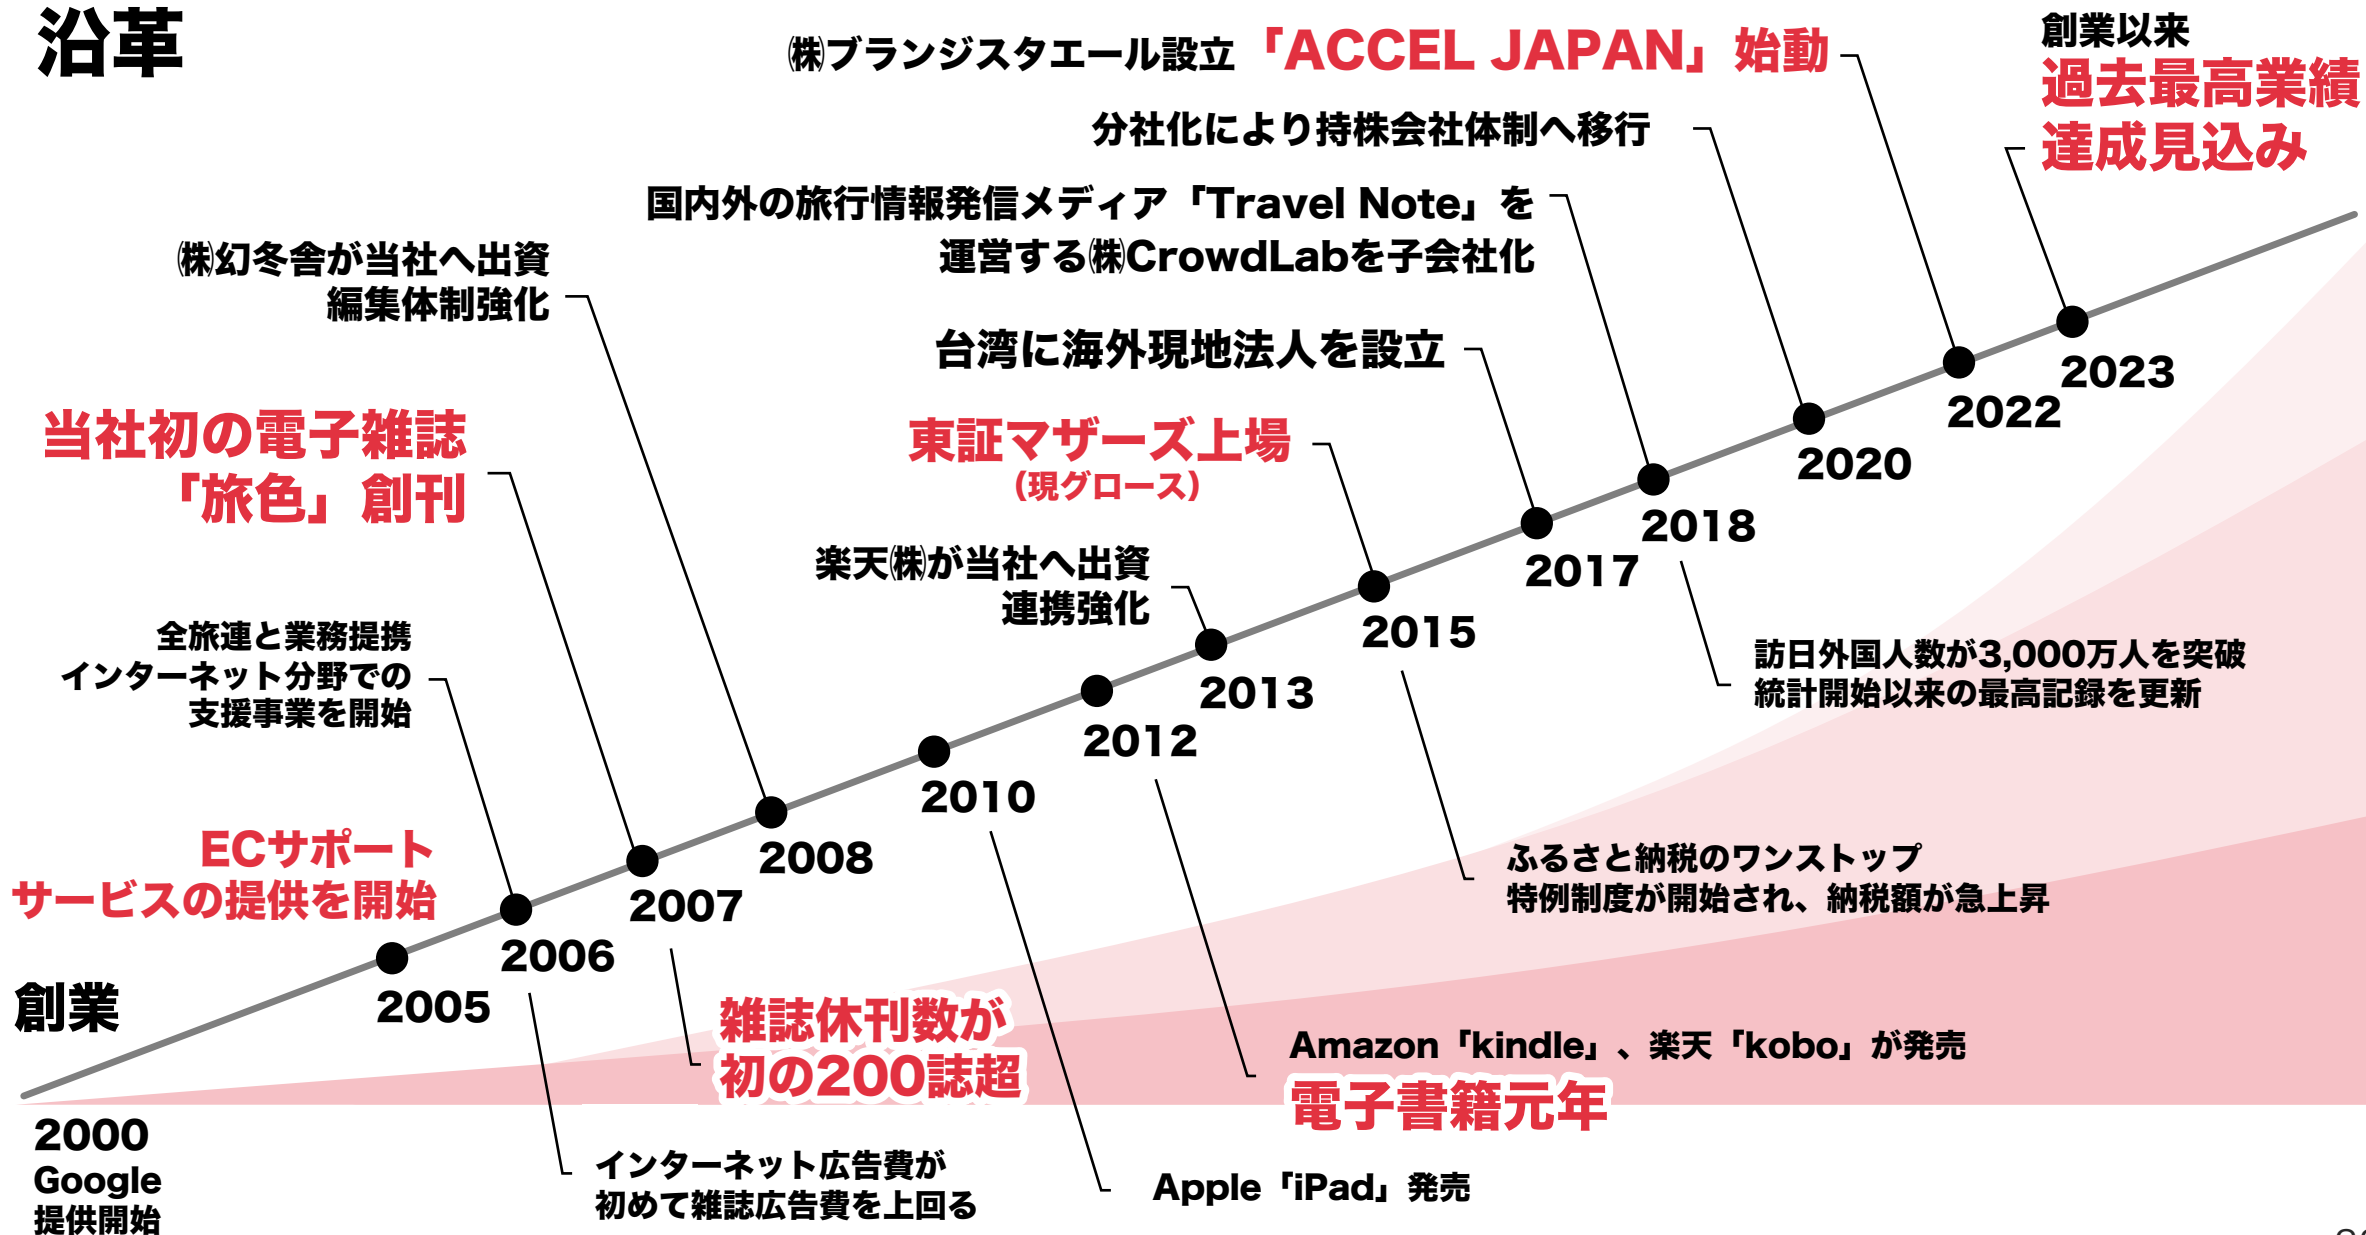 沿革
㈱ブランジスタエール設立「ACCEL JAPAN」始動
創業以来
過去最高業績
達成見込み
分社化により持株会社体制へ移行
国内外の旅行情報発信メディア「Travel Note」を
運営する㈱CrowdLabを子会社化
㈱幻冬舎が当社へ出資
編集体制強化
台湾に海外現地法人を設立
当社初の電子雑誌
「旅色」創刊
東証マザーズ上場
（現グロース）
楽天㈱が当社へ出資
連携強化
全旅連と業務提携
インターネット分野での
支援事業を開始
ECサポート
サービスの提供を開始
創業
2000
Google
提供開始
2005
2006
2007
2008
2010
2012
2013
2015
2017
2018
2020
2022
2023
訪日外国人数が3,000万人を突破
統計開始以来の最高記録を更新
ふるさと納税のワンストップ
特例制度が開始され、納税額が急上昇
雑誌休刊数が
初の200誌超
Amazon「kindle」、楽天「kobo」が発売
電子書籍元年
インターネット広告費が
初めて雑誌広告費を上回る
Apple「iPad」発売